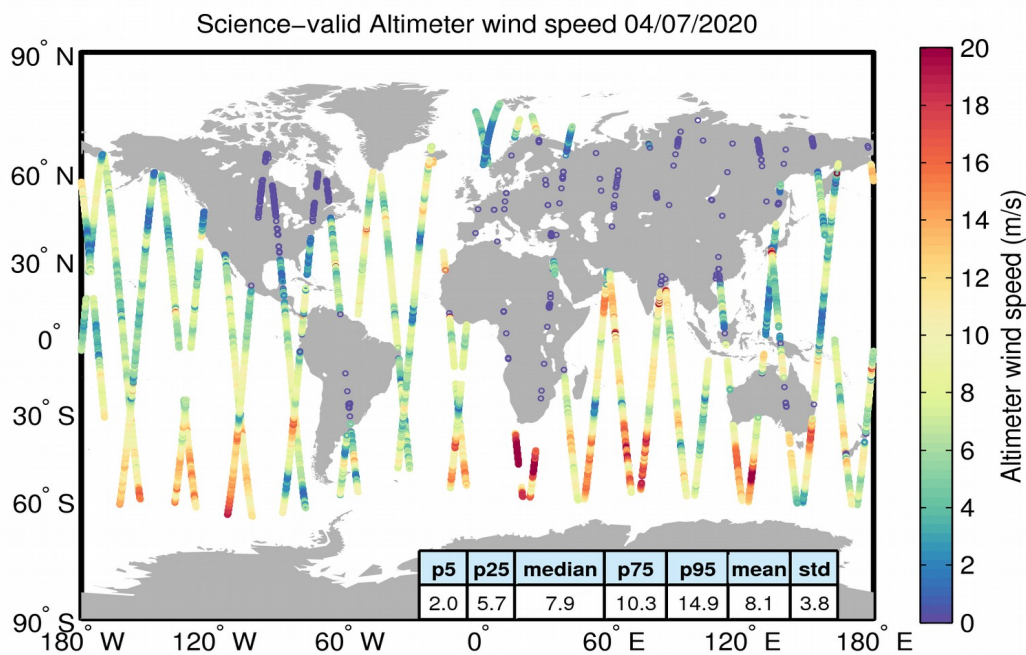 Science−valid Altimeter wind speed 04/07/2020
90° N
60° N
30° N
0°
30° S
60° S
90° S
180° W
120° W
60° W
0°
60° E
120° E
180° E
p5 p25 median p75 p95 mean std
2.0 5.7 7.9 10.3 14.9 8.1 3.8
20
18
16
14
12
10
8
6
4
2
0
Altimeter wind speed (m/s)